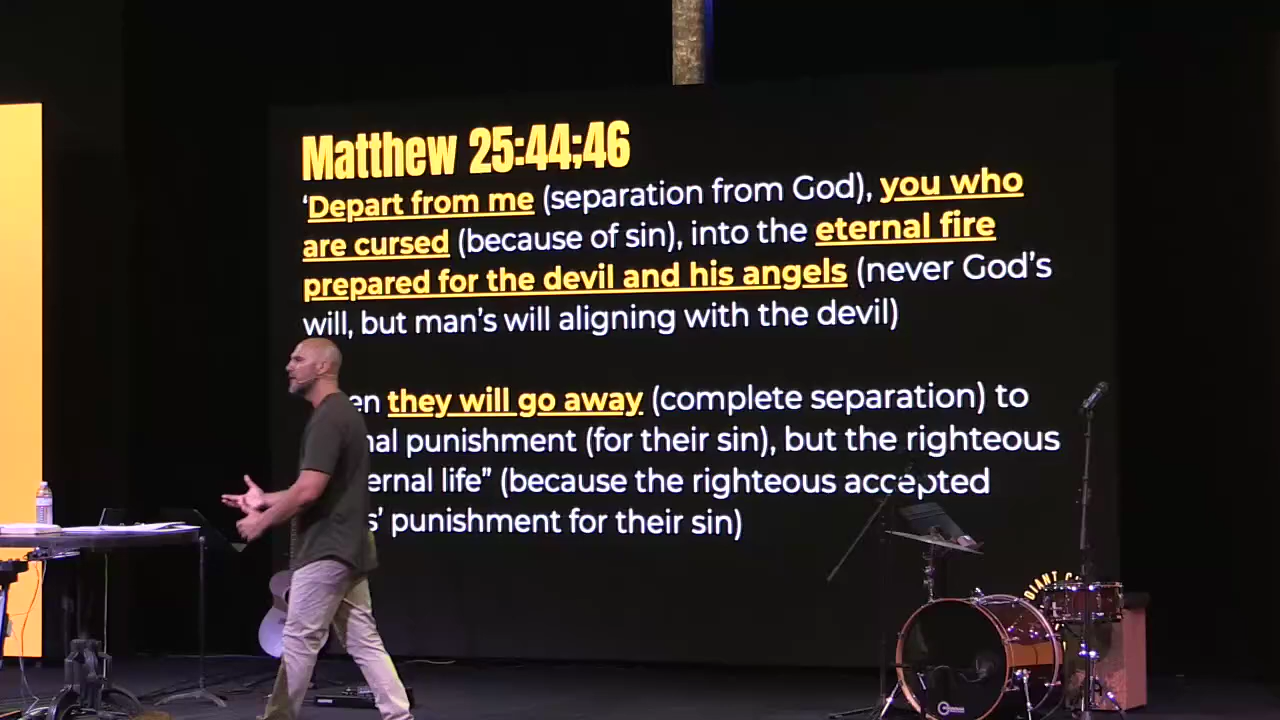 Matthew 25:44;46
‘Depart from me (separation from God), you who
are cursed (because of sin), into the eternal fire
prepared for the devil and his angels (never God’s
will, but man’s will aligning with the devil)
they will go away (complete separation) to
punishment (for their sin), but the righteous
life” (because the righteous accepted
punishment for their sin)